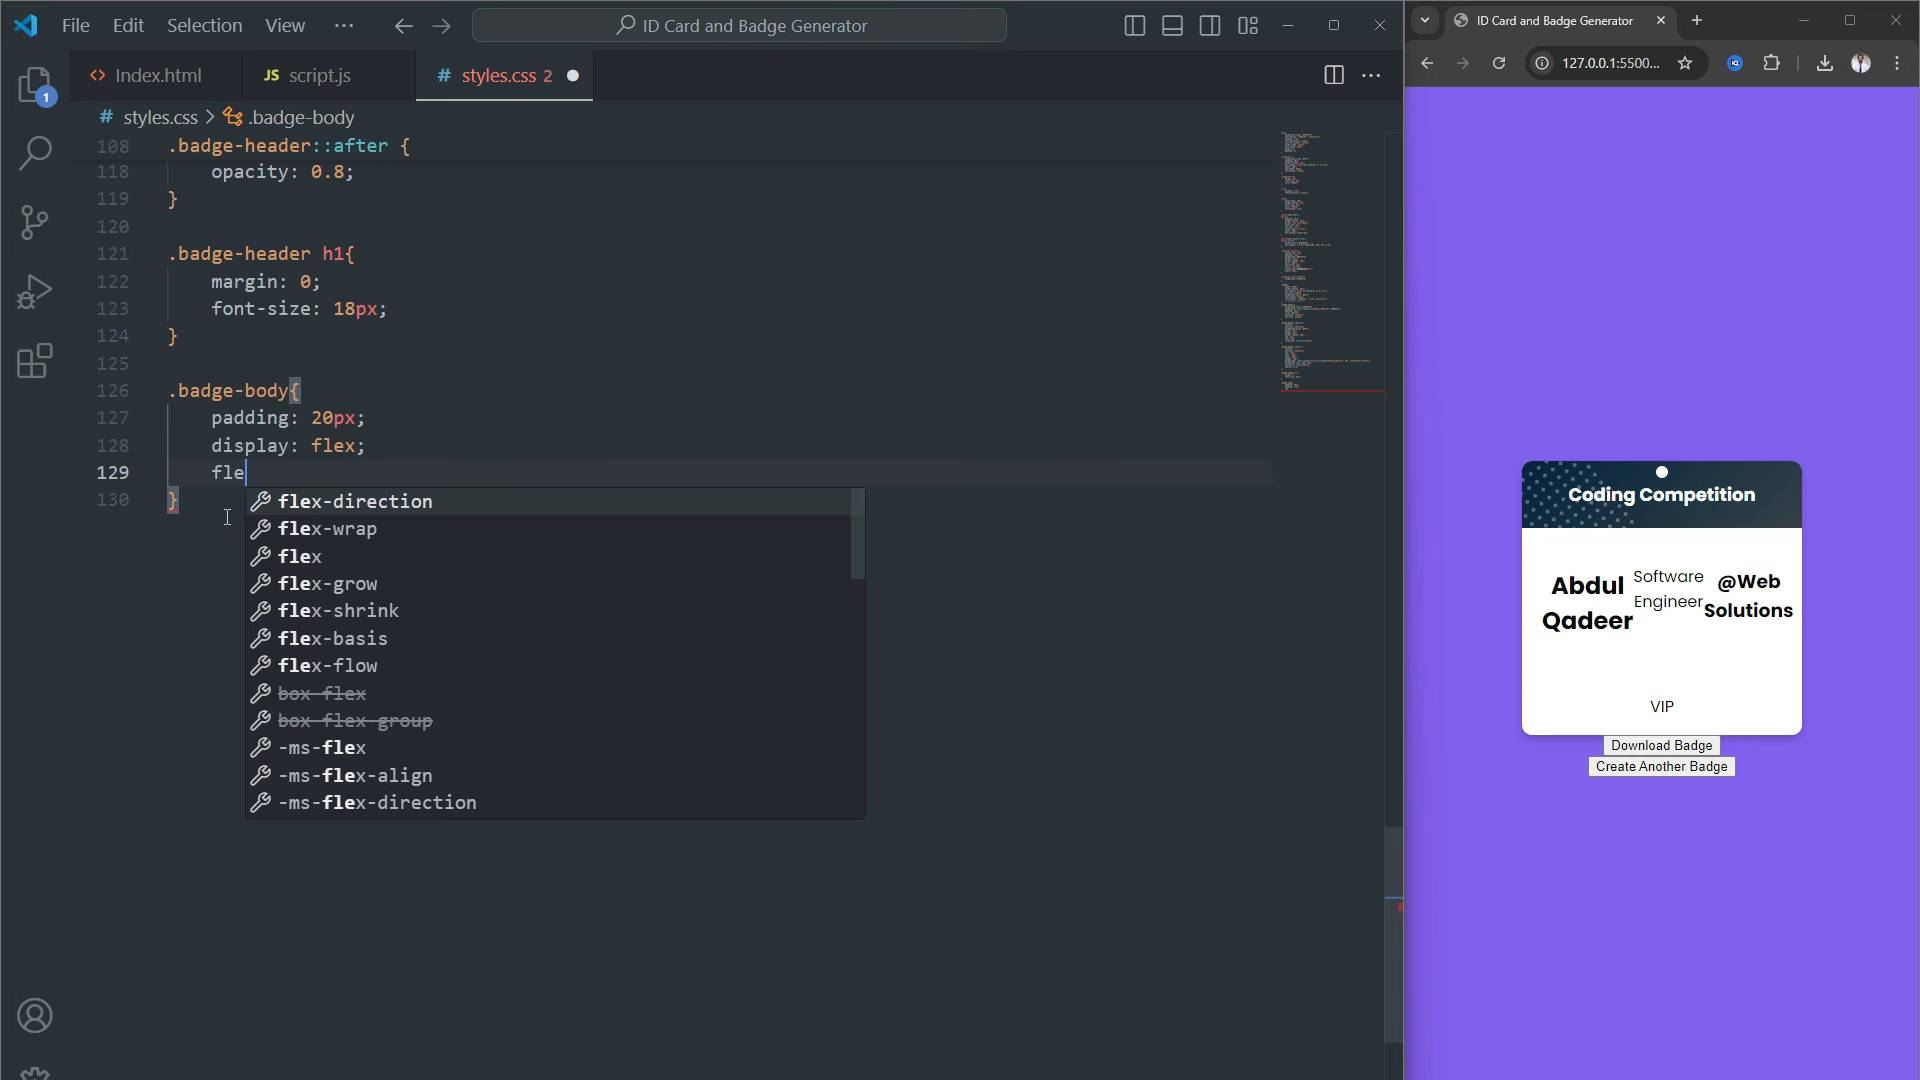 File Edit Selection View ··· ID Card and Badge Generator
Index.html script.js styles.css 2
styles.css > .badge-body
108 .badge-header::after {
118 opacity: 0.8;
119 }
120
121 .badge-header h1{
122 margin: 0;
123 font-size: 18px;
124 }
125
126 .badge-body{
127 padding: 20px;
128 display: flex;
129 fle
130 }
flex-direction
flex-wrap
flex
flex-grow
flex-shrink
flex-basis
flex-flow
box-flex
box-flex-group
-ms-flex
-ms-flex-align
-ms-flex-direction
1
ID Card and Badge Generator
127.0.0.1:5500...
Coding Competition
Abdul Qadeer
Software Engineer
@Web Solutions
VIP
Download Badge
Create Another Badge